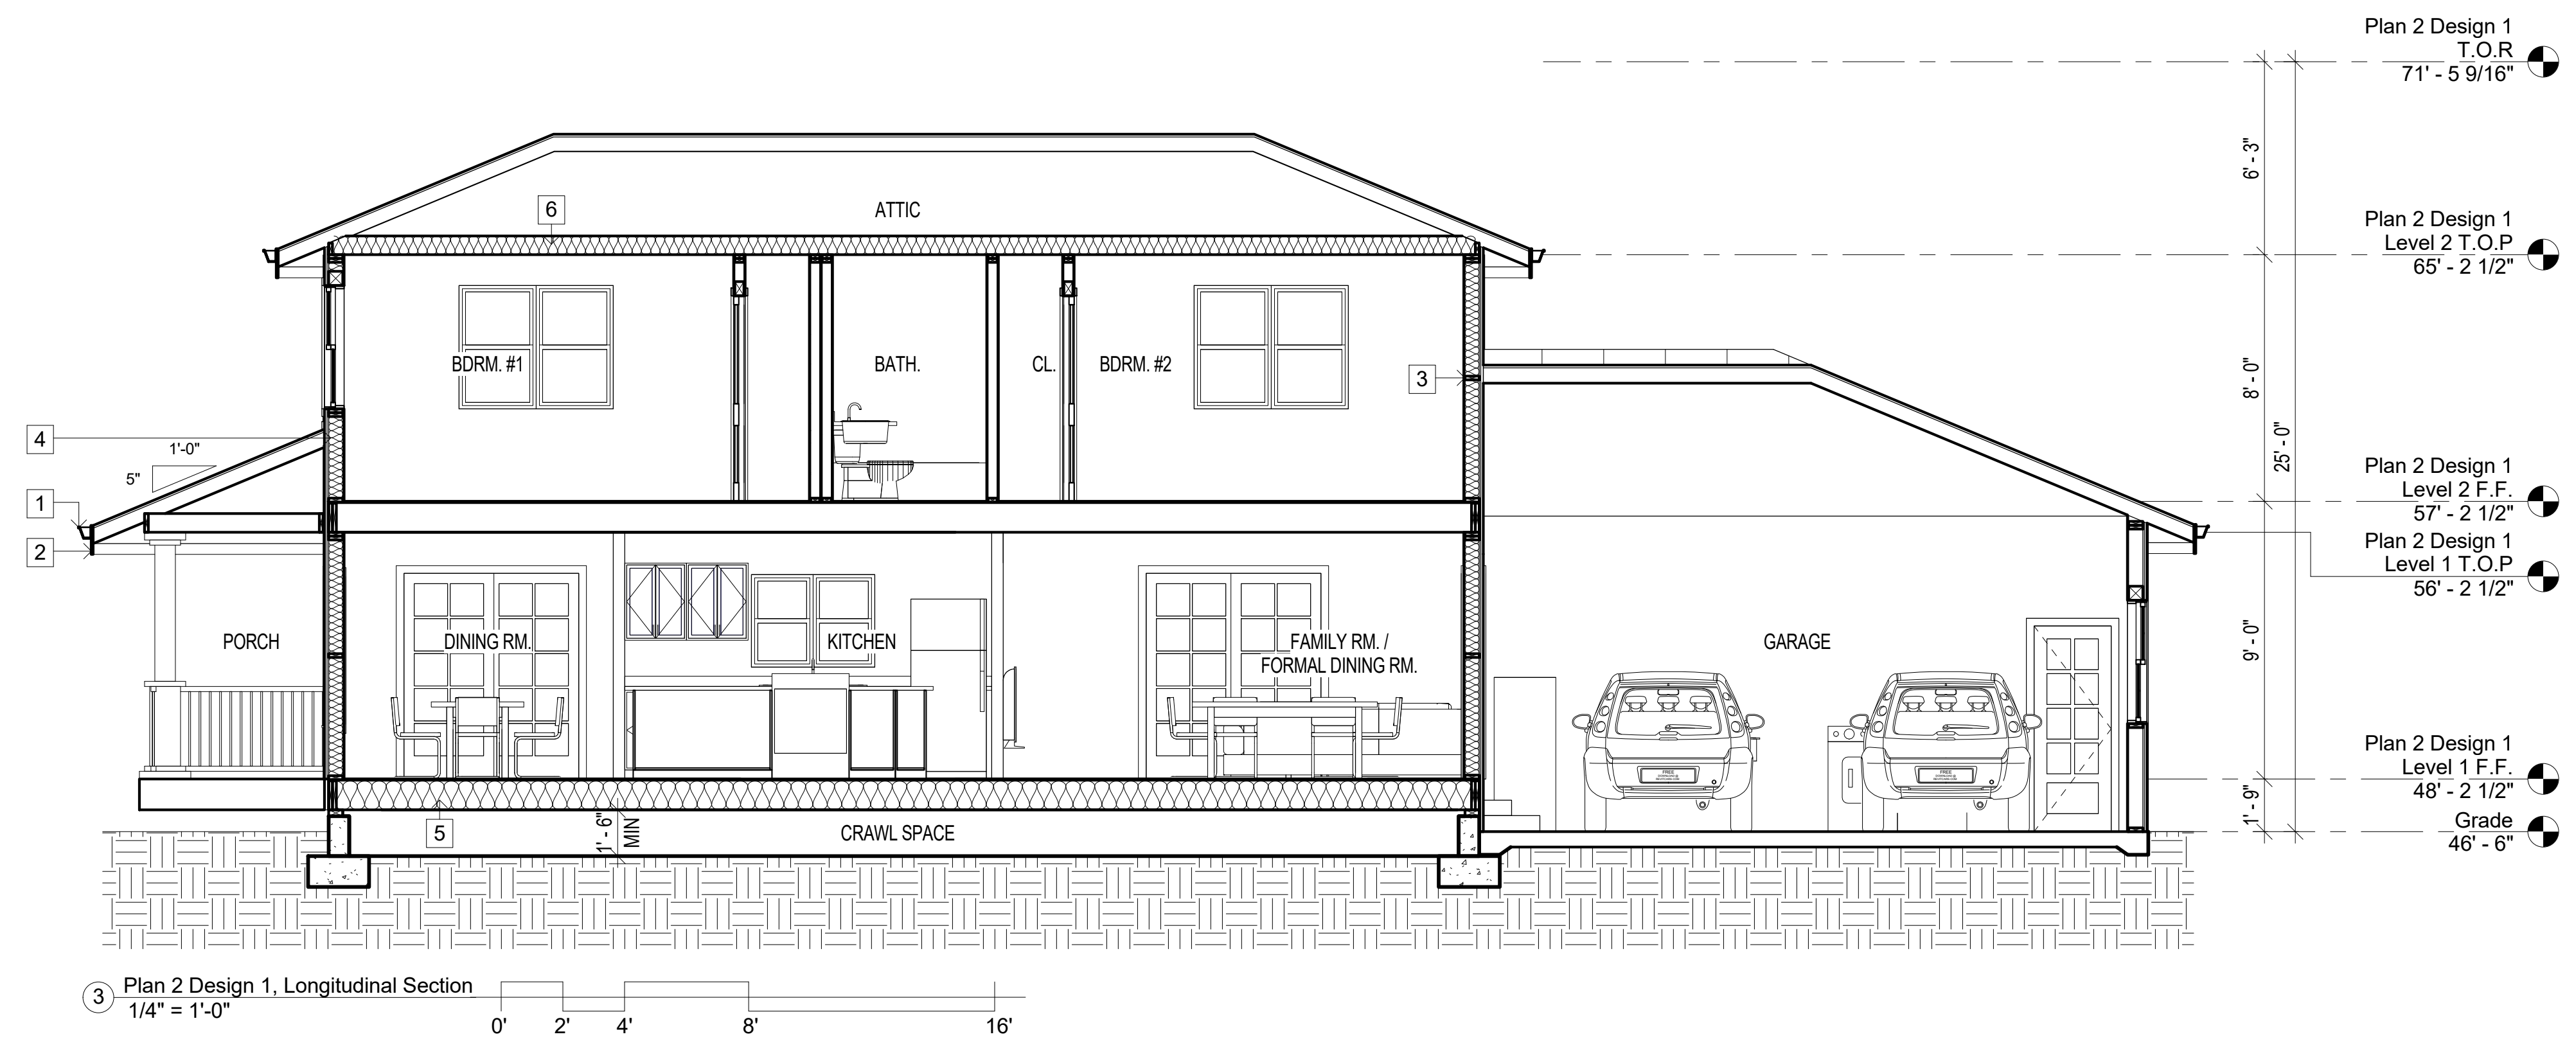 Plan 2 Design 1
T.O.R
71' - 5 9/16"
6' - 3"
Plan 2 Design 1
Level 2 T.O.P
65' - 2 1/2"
6
ATTIC
BDRM. #1
BATH.
CL.
BDRM. #2
3
8' - 0"
4
1'-0"
5"
1
2
25' - 0"
Plan 2 Design 1
Level 2 F.F.
57' - 2 1/2"
Plan 2 Design 1
Level 1 T.O.P
56' - 2 1/2"
PORCH
DINING RM.
KITCHEN
FAMILY RM. /
FORMAL DINING RM.
GARAGE
9' - 0"
Plan 2 Design 1
Level 1 F.F.
48' - 2 1/2"
1' - 9"
Grade
46' - 6"
5
1' - 6"
MIN
CRAWL SPACE
FREE
FREE
3
Plan 2 Design 1, Longitudinal Section
1/4" = 1'-0"
0' 2' 4' 8' 16'